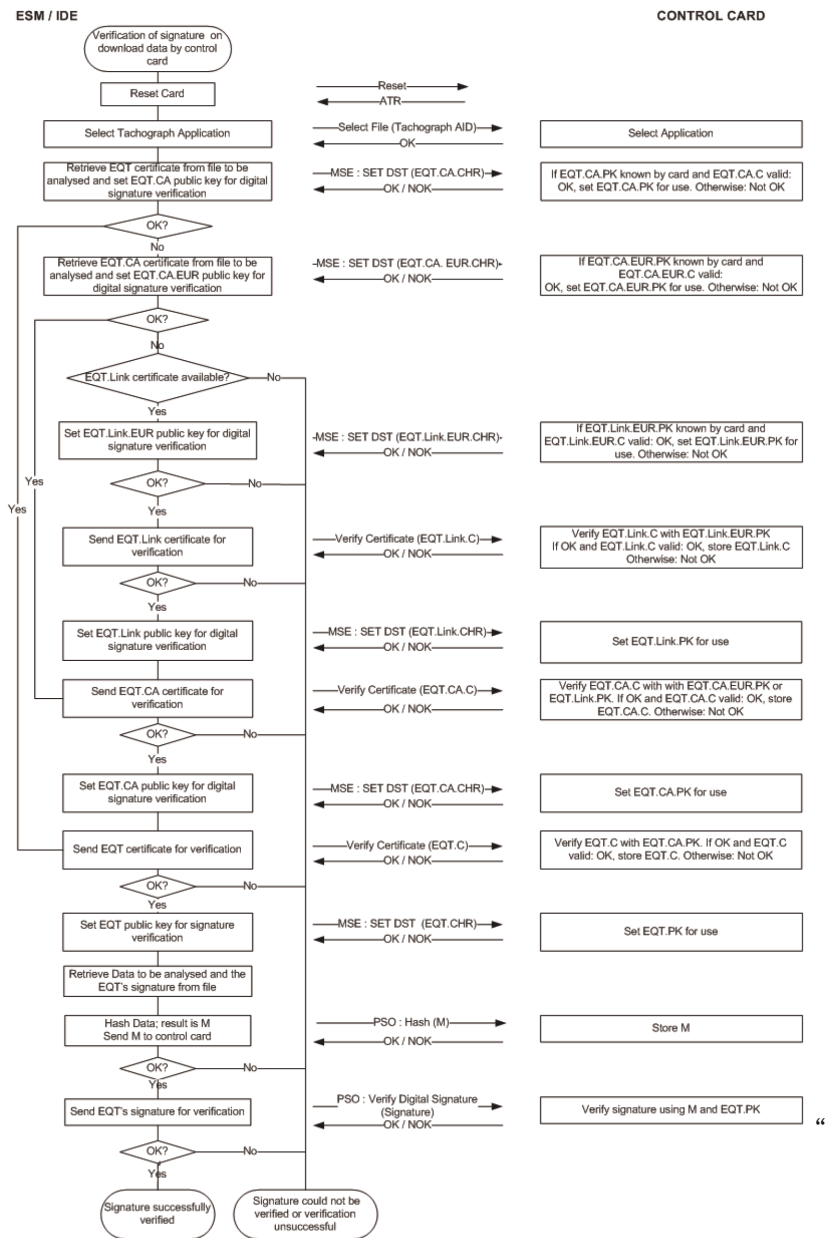 ESM / IDE
CONTROL CARD
Verification of signature on
download data by control
card
Reset Card
Reset
ATR
Select Tachograph Application
Select File (Tachograph AID)
OK
Select Application
Retrieve EQT certificate from file to be
analysed and set EQT.CA public key for digital
signature verification
MSE : SET DST (EQT.CA.CHR)
OK / NOK
If EQT.CA.PK known by card and EQT.CA.C valid:
OK, set EQT.CA.PK for use. Otherwise: Not OK
OK?
No
Retrieve EQT.CA certificate from file to be
analysed and set EQT.CA.EUR public key for
digital signature verification
MSE : SET DST (EQT.CA. EUR.CHR)
OK / NOK
If EQT.CA.EUR.PK known by card and
EQT.CA.EUR.C valid:
OK, set EQT.CA.EUR.PK for use. Otherwise: Not OK
OK?
No
EQT.Link certificate available?
No
Yes
Set EQT.Link.EUR public key for digital
signature verification
MSE : SET DST (EQT.Link.EUR.CHR)
OK / NOK
If EQT.Link.EUR.PK known by card and
EQT.Link.EUR.C valid: OK, set EQT.Link.EUR.PK for
use. Otherwise: Not OK
Yes
OK?
No
Yes
Yes
Send EQT.Link certificate for
verification
Verify Certificate (EQT.Link.C)
OK / NOK
Verify EQT.Link.C with EQT.Link.EUR.PK
If OK and EQT.Link.C valid: OK, store EQT.Link.C
Otherwise: Not OK
OK?
No
Yes
Set EQT.Link public key for digital
signature verification
MSE : SET DST (EQT.Link.CHR)
OK / NOK
Set EQT.Link.PK for use
Send EQT.CA certificate for
verification
Verify Certificate (EQT.CA.C)
OK / NOK
Verify EQT.CA.C with with EQT.CA.EUR.PK or
EQT.Link.PK. If OK and EQT.CA.C valid: OK, store
EQT.CA.C. Otherwise: Not OK
OK?
No
Yes
Set EQT.CA public key for digital
signature verification
MSE : SET DST (EQT.CA.CHR)
OK / NOK
Set EQT.CA.PK for use
Send EQT certificate for verification
Verify Certificate (EQT.C)
OK / NOK
Verify EQT.C with EQT.CA.PK. If OK and EQT.C
valid: OK, store EQT.C. Otherwise: Not OK
OK?
No
Yes
Set EQT public key for signature
verification
MSE : SET DST (EQT.CHR)
OK / NOK
Set EQT.PK for use
Retrieve Data to be analysed and the
EQT's signature from file
Hash Data; result is M
Send M to control card
PSO : Hash (M)
OK / NOK
Store M
OK?
No
Yes
Send EQT's signature for verification
PSO : Verify Digital Signature
(Signature)
OK / NOK
Verify signature using M and EQT.PK
“
OK?
No
Yes
Signature successfully
verified
Signature could not be
verified or verification
unsuccessful